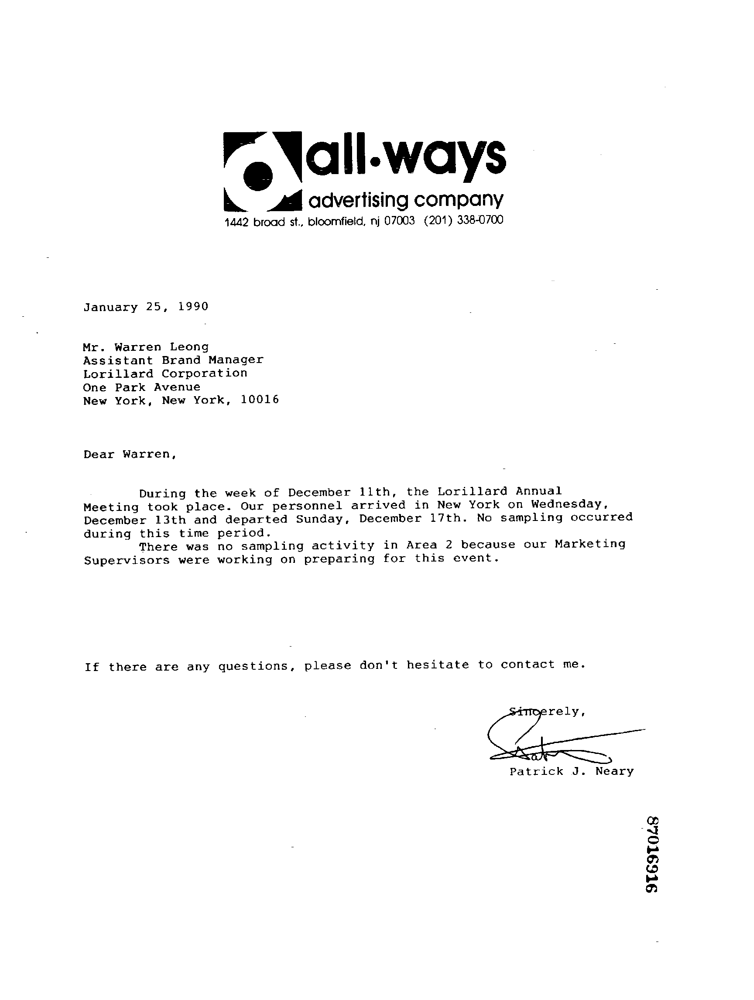 all·ways
advertising company
1442 broad st., bloomfield, nj 07003 (201) 338-0700
January 25, 1990
Mr. Warren Leong
Assistant Brand Manager
Lorillard Corporation
One Park Avenue
New York, New York, 10016
Dear Warren,
During the week of December 11th, the Lorillard Annual
Meeting took place. Our personnel arrived in New York on Wednesday,
December 13th and departed Sunday, December 17th. No sampling occurred
during this time period.
There was no sampling activity in Area 2 because our Marketing
Supervisors were working on preparing for this event.
If there are any questions, please don't hesitate to contact me.
Sincerely,
Patrick J. Neary
87016916